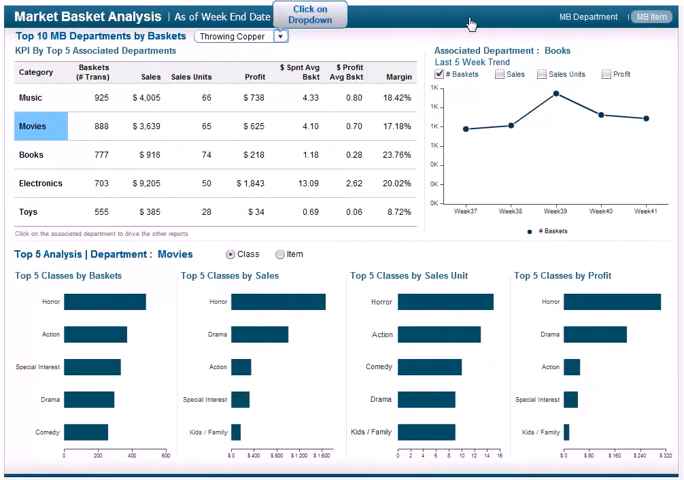 Market Basket Analysis | As of Week End Date
Click on
Dropdown
MB Department | MB Item
Top 10 MB Departments by Baskets
Throwing Copper
KPI By Top 5 Associated Departments
Category Baskets (# Trans) Sales Sales Units Profit $ Spnt Avg Bskt $ Profit Avg Bskt Margin
Music 925 $ 4,005 66 $ 738 4.33 0.80 18.42%
Movies 888 $ 3,639 65 $ 625 4.10 0.70 17.18%
Books 777 $ 916 74 $ 218 1.18 0.28 23.76%
Electronics 703 $ 9,205 50 $ 1,843 13.09 2.62 20.02%
Toys 555 $ 385 28 $ 34 0.69 0.06 8.72%
Click on the associated department to drive the other reports
Associated Department : Books
Last 5 Week Trend
# Baskets Sales Sales Units Profit
1K
1K
1K
1K
0K
0K
0K
Week37 Week38 Week39 Week40 Week41
# Baskets
Top 5 Analysis | Department : Movies
Class Item
Top 5 Classes by Baskets
Horror
Action
Special Interest
Drama
Comedy
0 200 400 600
Top 5 Classes by Sales
Horror
Drama
Action
Special Interest
Kids / Family
$ 0 $ 400 $ 800 $ 1,200 $ 1,600
Top 5 Classes by Sales Unit
Horror
Action
Comedy
Drama
Kids / Family
0 2 4 6 8 10 12 14 16
Top 5 Classes by Profit
Horror
Drama
Action
Special Interest
Kids / Family
$ 0 $ 80 $ 160 $ 240 $ 320